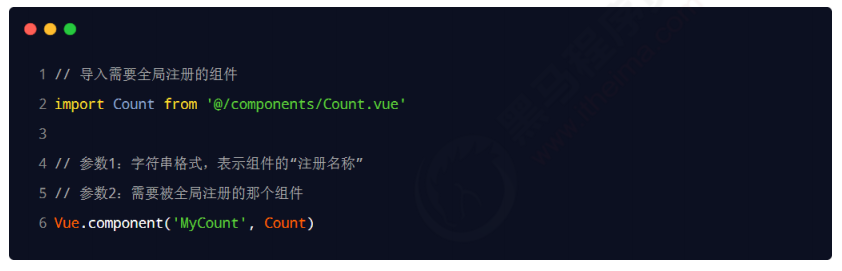 1 // 导入需要全局注册的组件
2 import Count from '@/components/Count.vue'
3
4 // 参数1：字符串格式，表示组件的“注册名称”
5 // 参数2：需要被全局注册的那个组件
6 Vue.component('MyCount', Count)